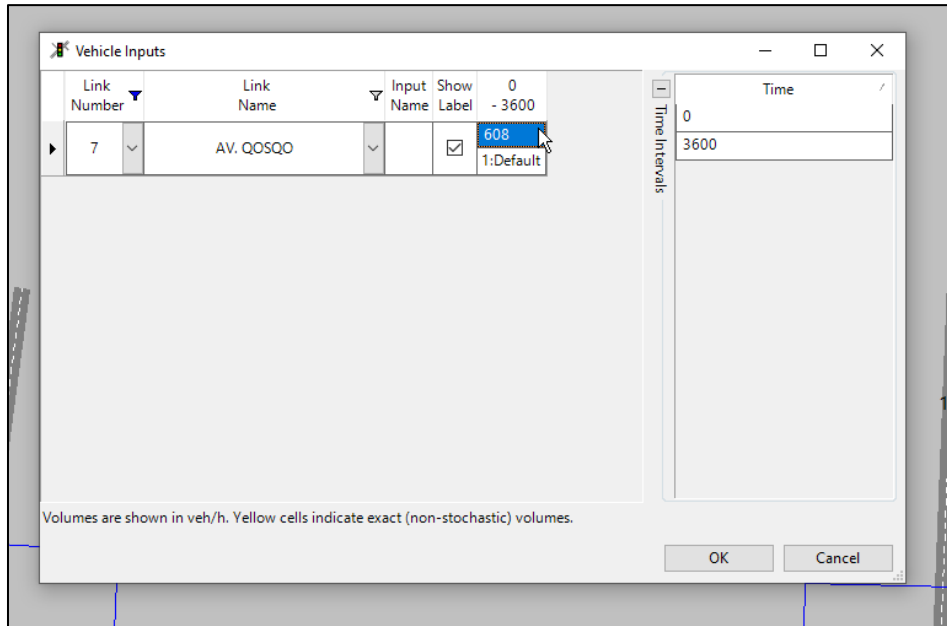 Vehicle Inputs
Link Number
Link Name
Input Name
Show Label
0 - 3600
7
AV. QOSQO
608
1:Default
Time Intervals
Time
0
3600
Volumes are shown in veh/h. Yellow cells indicate exact (non-stochastic) volumes.
OK
Cancel
1